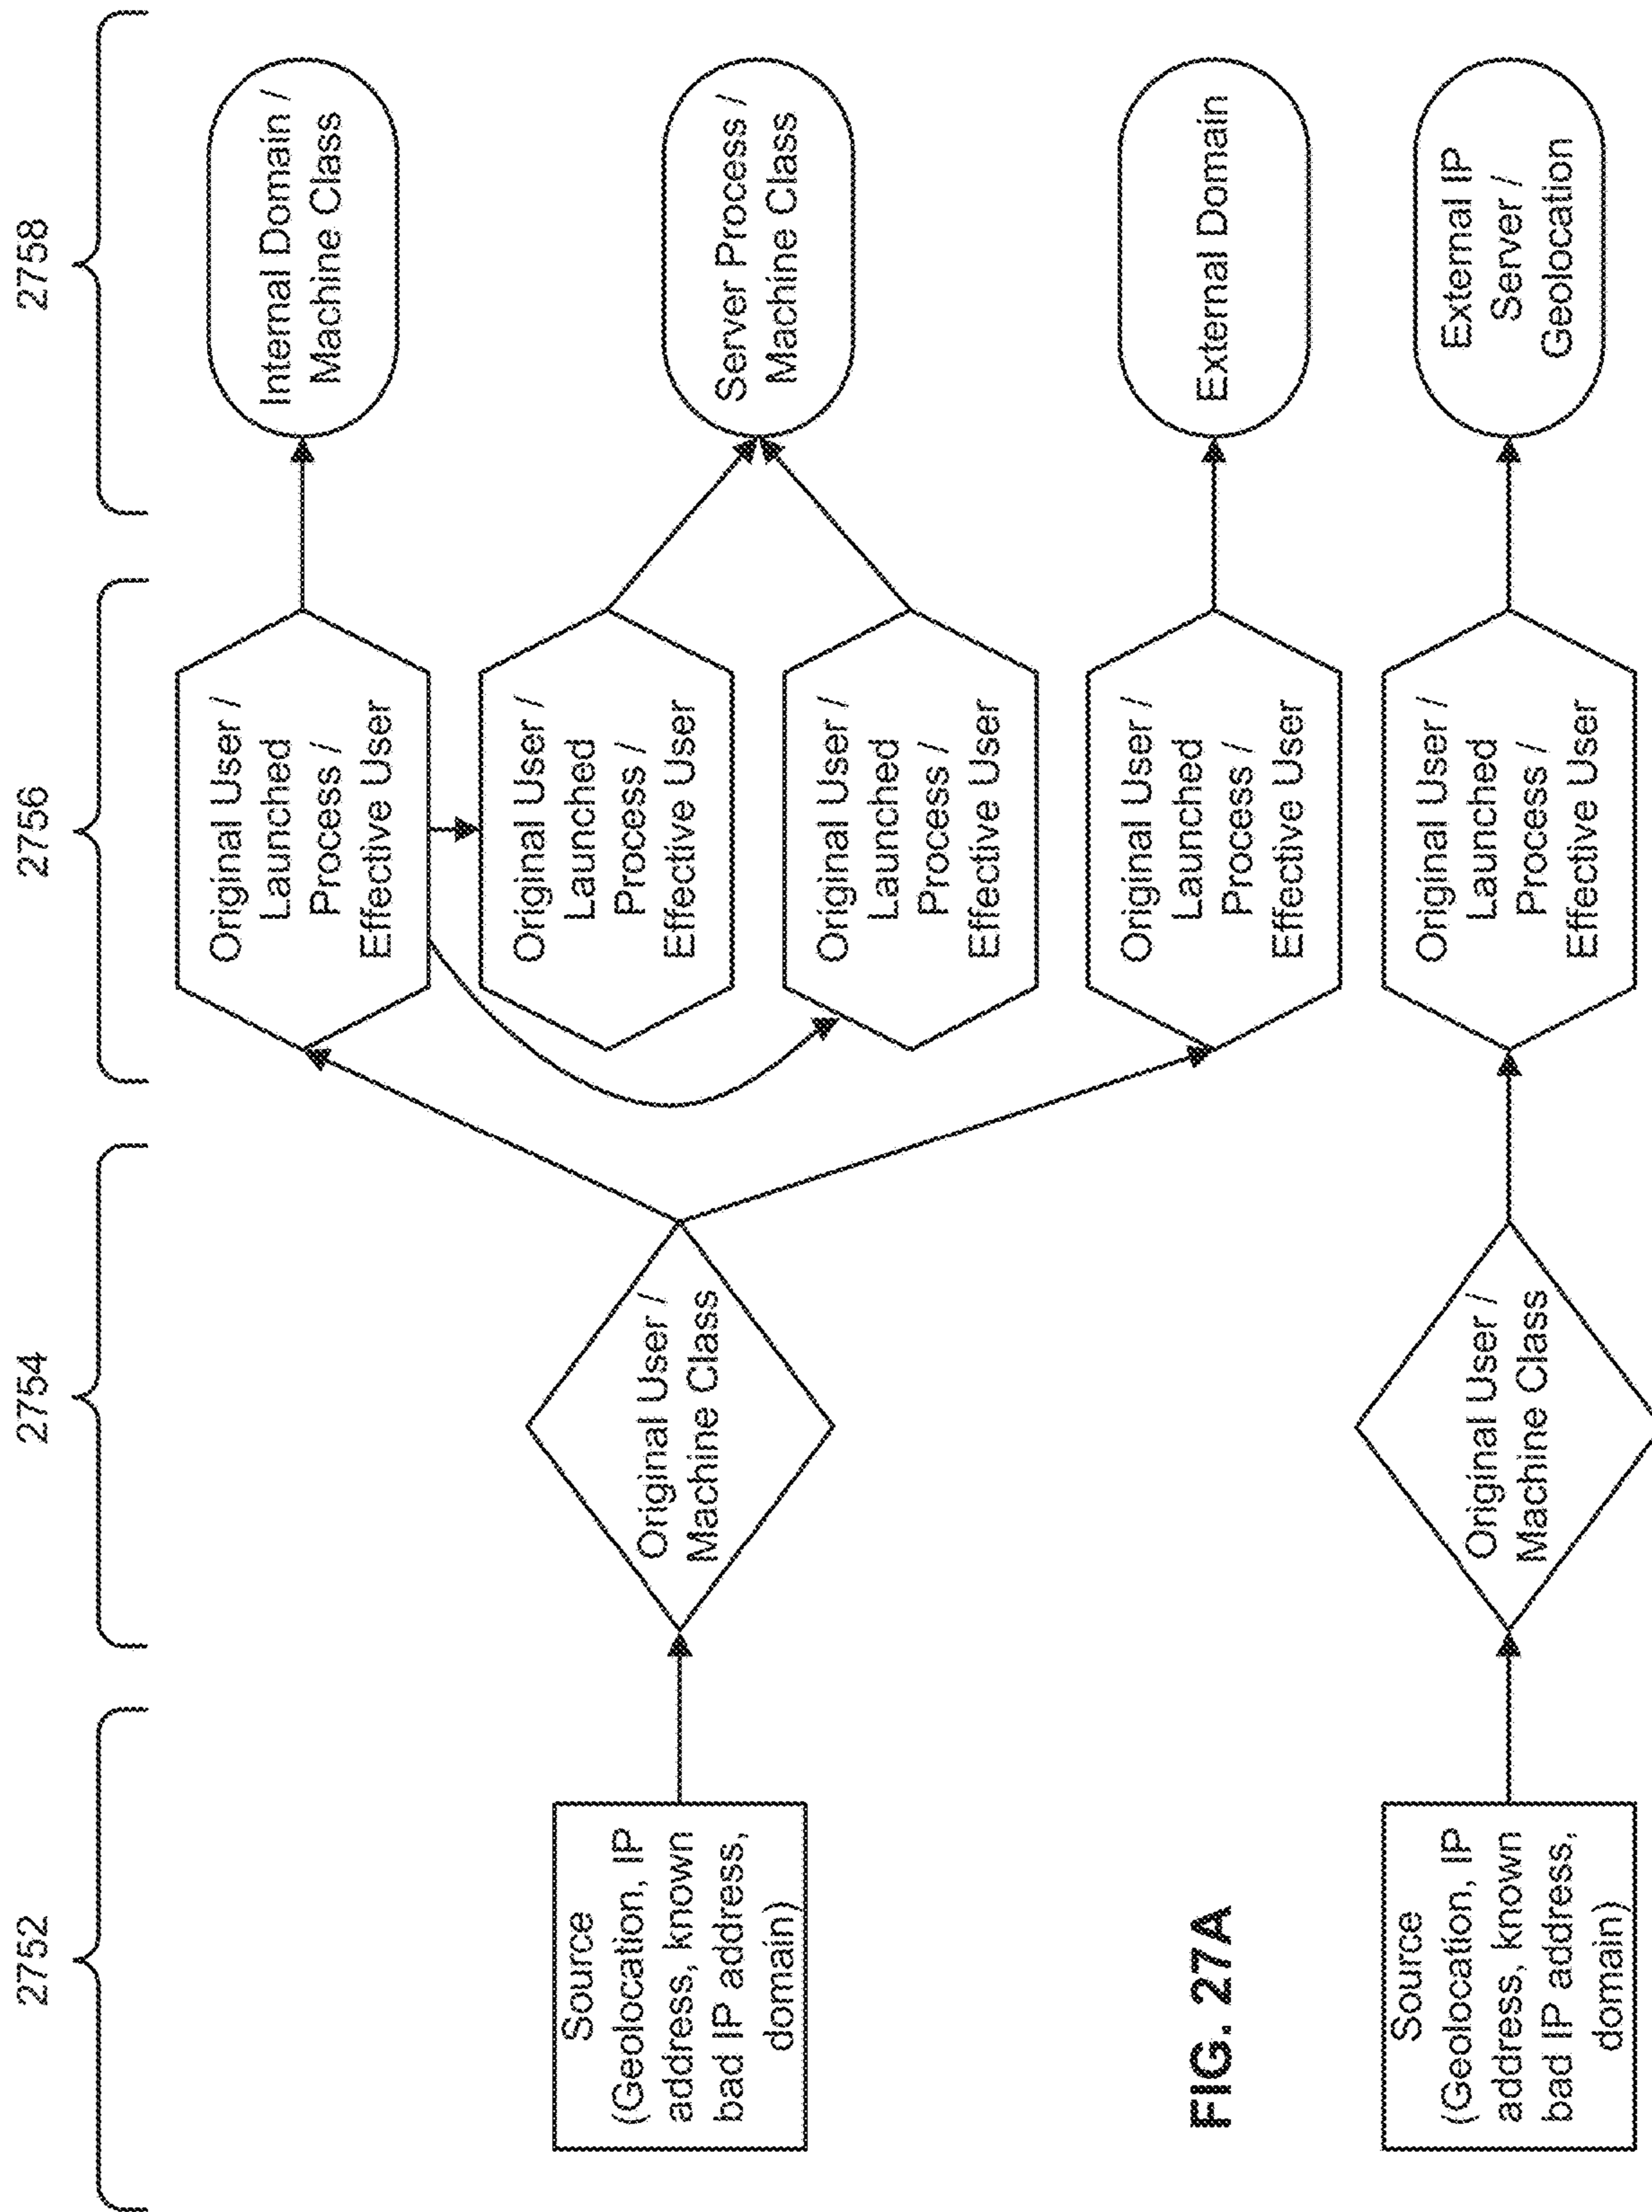 2752
2754
2756
2758
Source
(Geolocation, IP
address, known
bad IP address,
domain)
Original User /
Machine Class
Original User /
Launched
Process /
Effective User
Internal Domain /
Machine Class
Original User /
Launched
Process /
Effective User
Original User /
Launched
Process /
Effective User
Server Process /
Machine Class
Original User /
Launched
Process /
Effective User
External Domain
FIG. 27A
Source
(Geolocation, IP
address, known
bad IP address,
domain)
Original User /
Machine Class
Original User /
Launched
Process /
Effective User
External IP
Server /
Geolocation